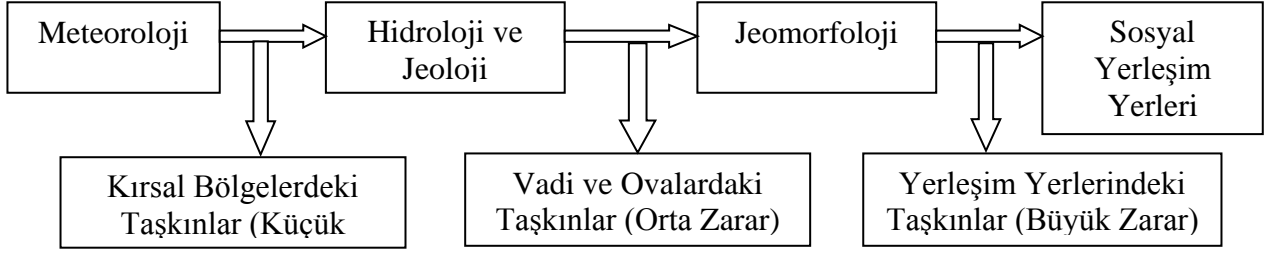 Meteoroloji
Hidroloji ve
Jeoloji
Jeomorfoloji
Sosyal
Yerleşim
Yerleri
Kırsal Bölgelerdeki
Taşkınlar (Küçük
Vadi ve Ovalardaki
Taşkınlar (Orta Zarar)
Yerleşim Yerlerindeki
Taşkınlar (Büyük Zarar)